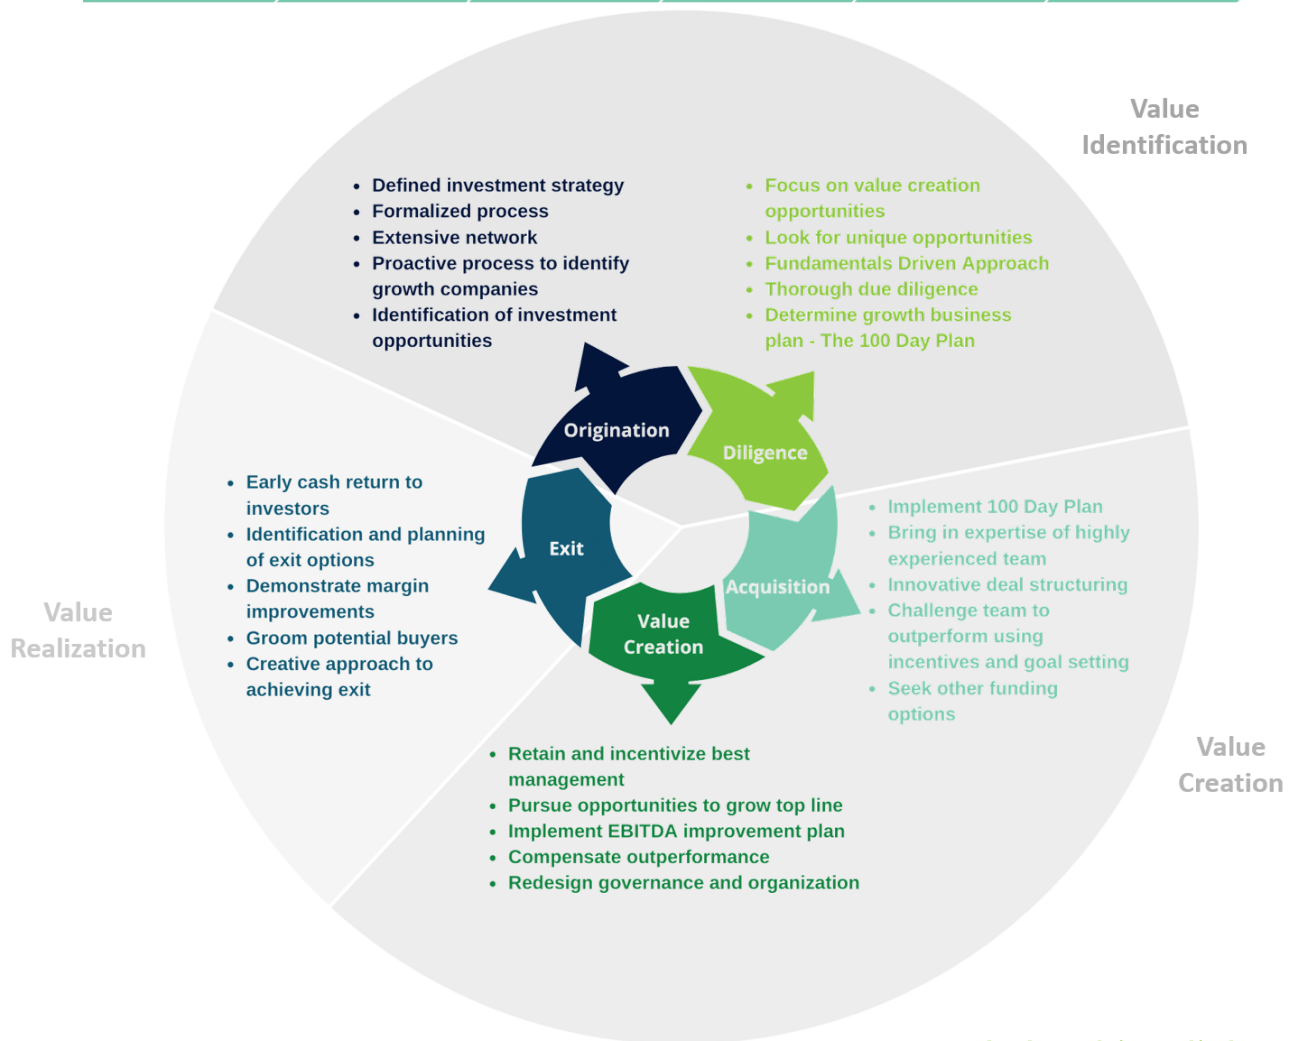 Value
Identification
• Defined investment strategy
• Formalized process
• Extensive network
• Proactive process to identify
growth companies
• Identification of investment
opportunities
• Focus on value creation
opportunities
• Look for unique opportunities
• Fundamentals Driven Approach
• Thorough due diligence
• Determine growth business
plan - The 100 Day Plan
Origination
Diligence
• Early cash return to
investors
• Identification and planning
of exit options
• Demonstrate margin
improvements
• Groom potential buyers
• Creative approach to
achieving exit
Exit
Acquisition
Value
Creation
• Implement 100 Day Plan
• Bring in expertise of highly
experienced team
• Innovative deal structuring
• Challenge team to
outperform using
incentives and goal setting
• Seek other funding
options
Value
Realization
Value
Creation
• Retain and incentivize best
management
• Pursue opportunities to grow top line
• Implement EBITDA improvement plan
• Compensate outperformance
• Redesign governance and organization